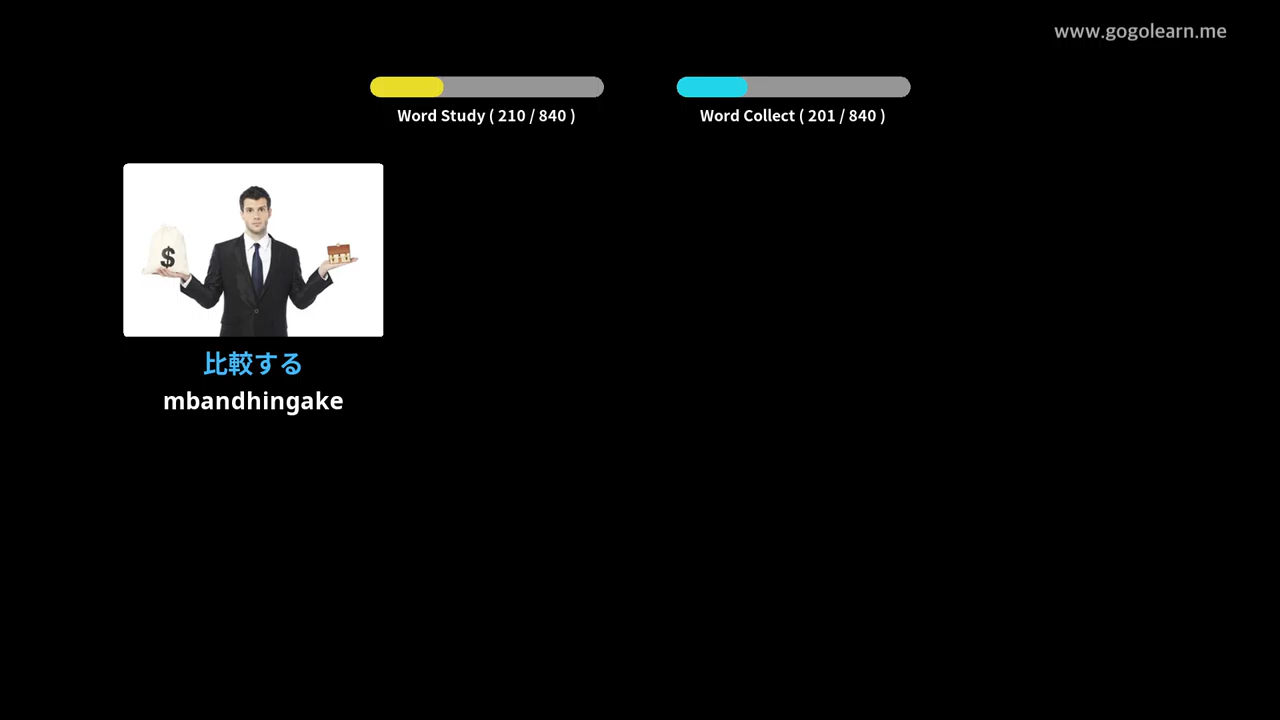 www.gogolearn.me
Word Study ( 210 / 840 )
Word Collect ( 201 / 840 )
$
比較する
mbandhingake